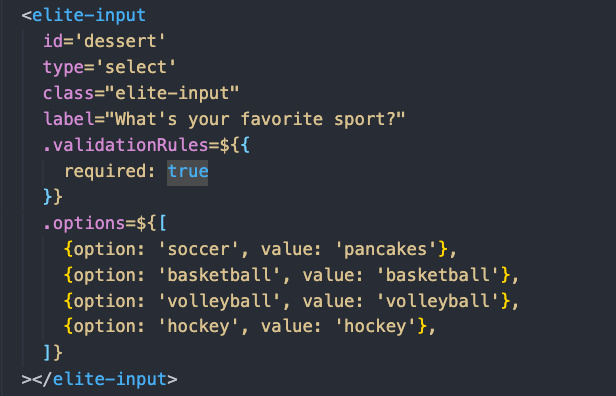 <elite-input
id='dessert'
type='select'
class="elite-input"
label="What's your favorite sport?"
.validationRules=${{
required: true
}}
.options=${[
{option: 'soccer', value: 'pancakes'},
{option: 'basketball', value: 'basketball'},
{option: 'volleyball', value: 'volleyball'},
{option: 'hockey', value: 'hockey'},
]}
></elite-input>